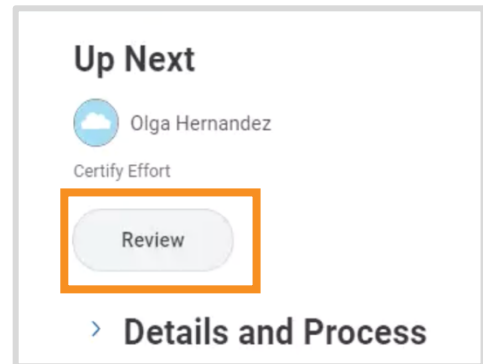 Up Next
Olga Hernandez
Certify Effort
Review
Details and Process